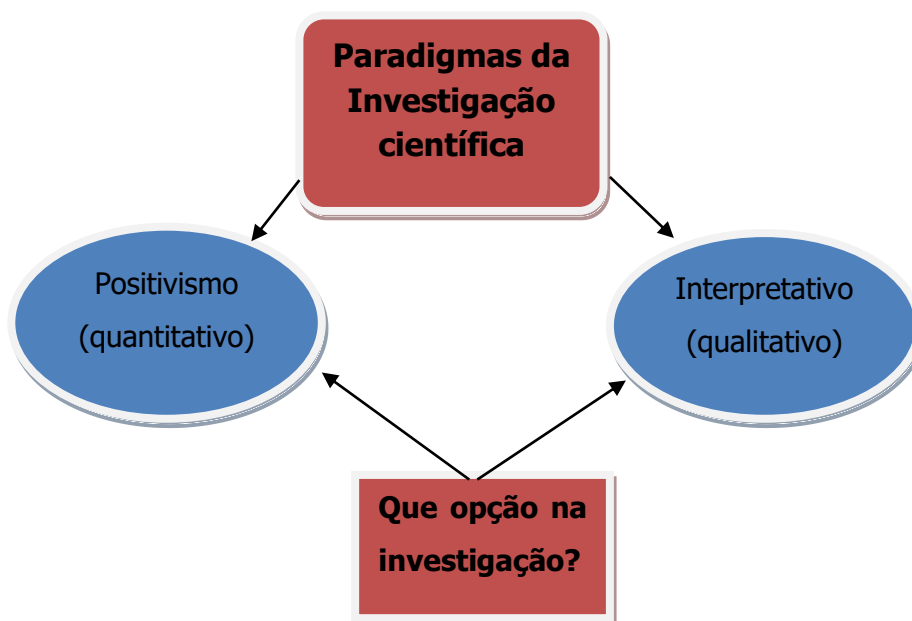 Paradigmas da
Investigação
científica
Positivismo
(quantitativo)
Interpretativo
(qualitativo)
Que opção na
investigação?